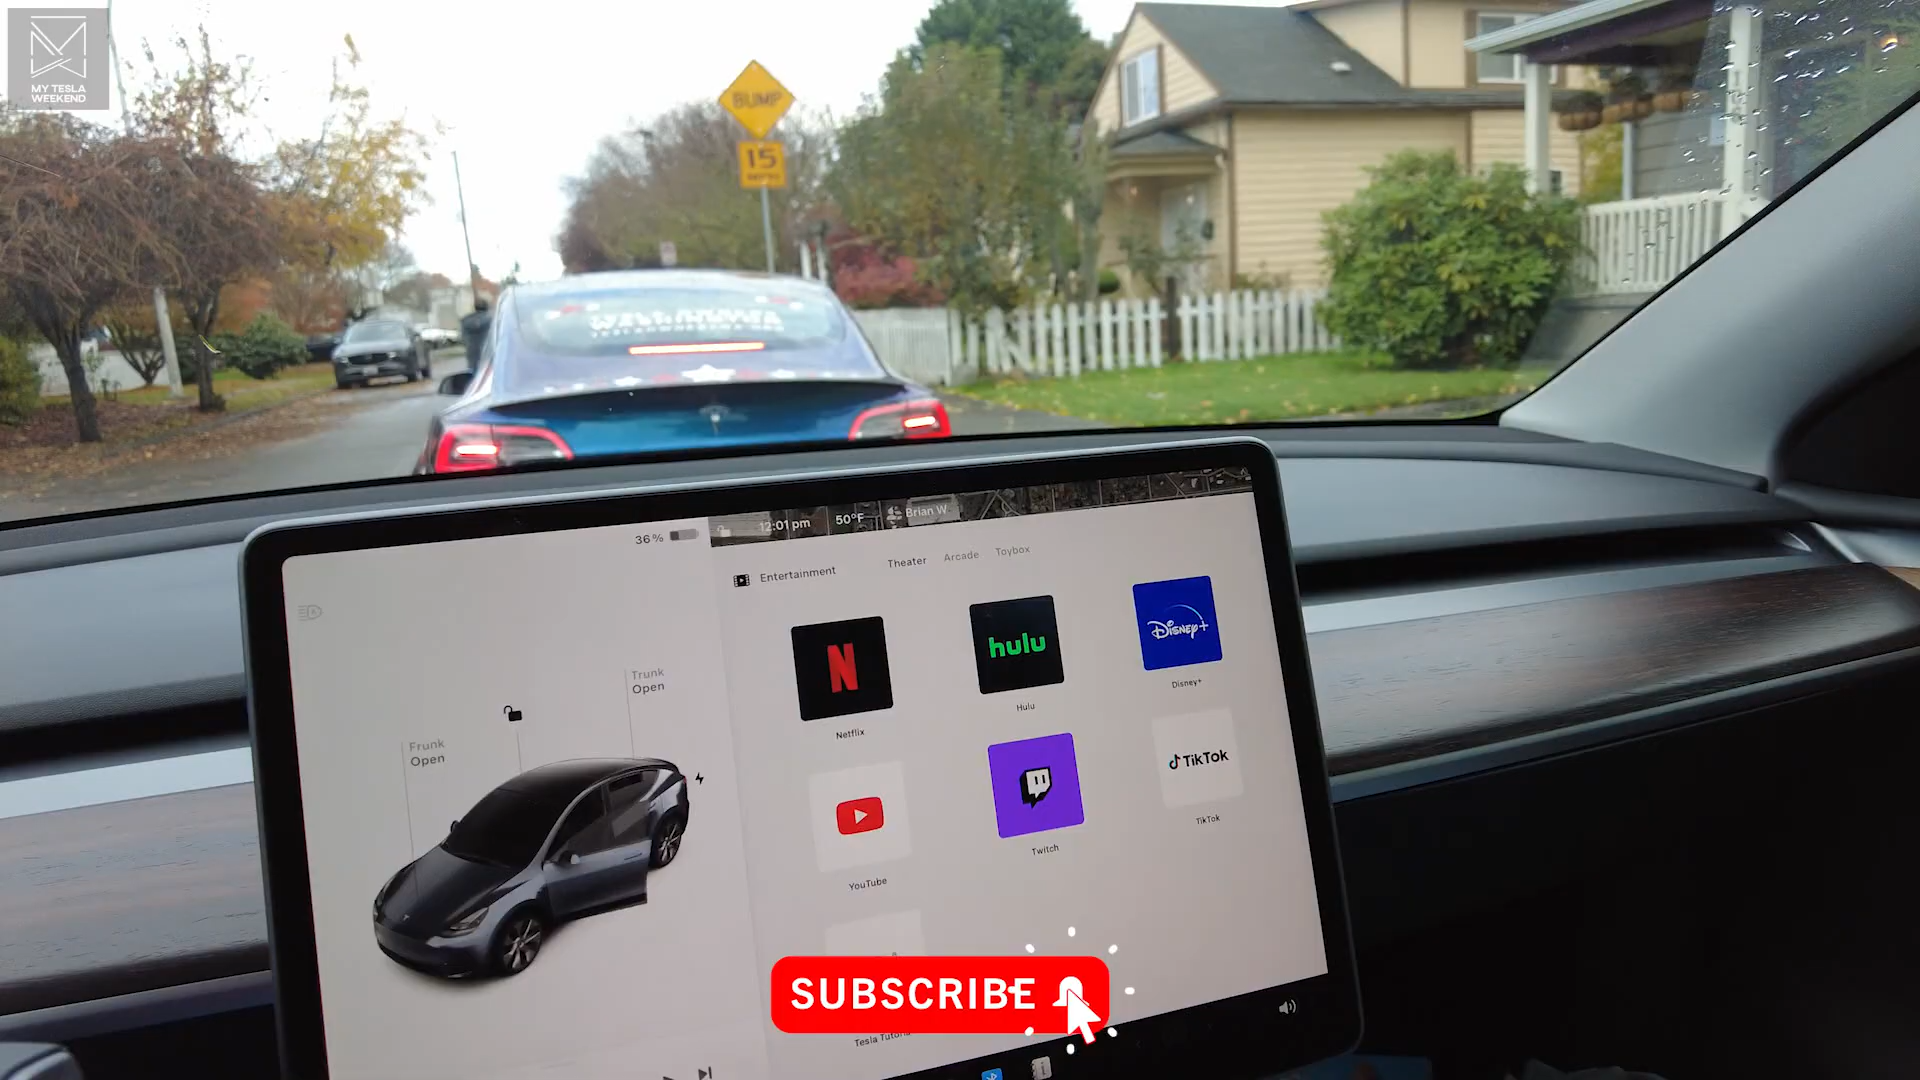 MY TESLA
WEEKEND
BUMP
15
MPH
36%
12:01 pm
50°F
Brian W
Entertainment
Theater
Arcade
Toybox
Trunk
Open
Frunk
Open
N
Netflix
hulu
Hulu
Disney+
Disney+
YouTube
Twitch
TikTok
TikTok
SUBSCRIBE